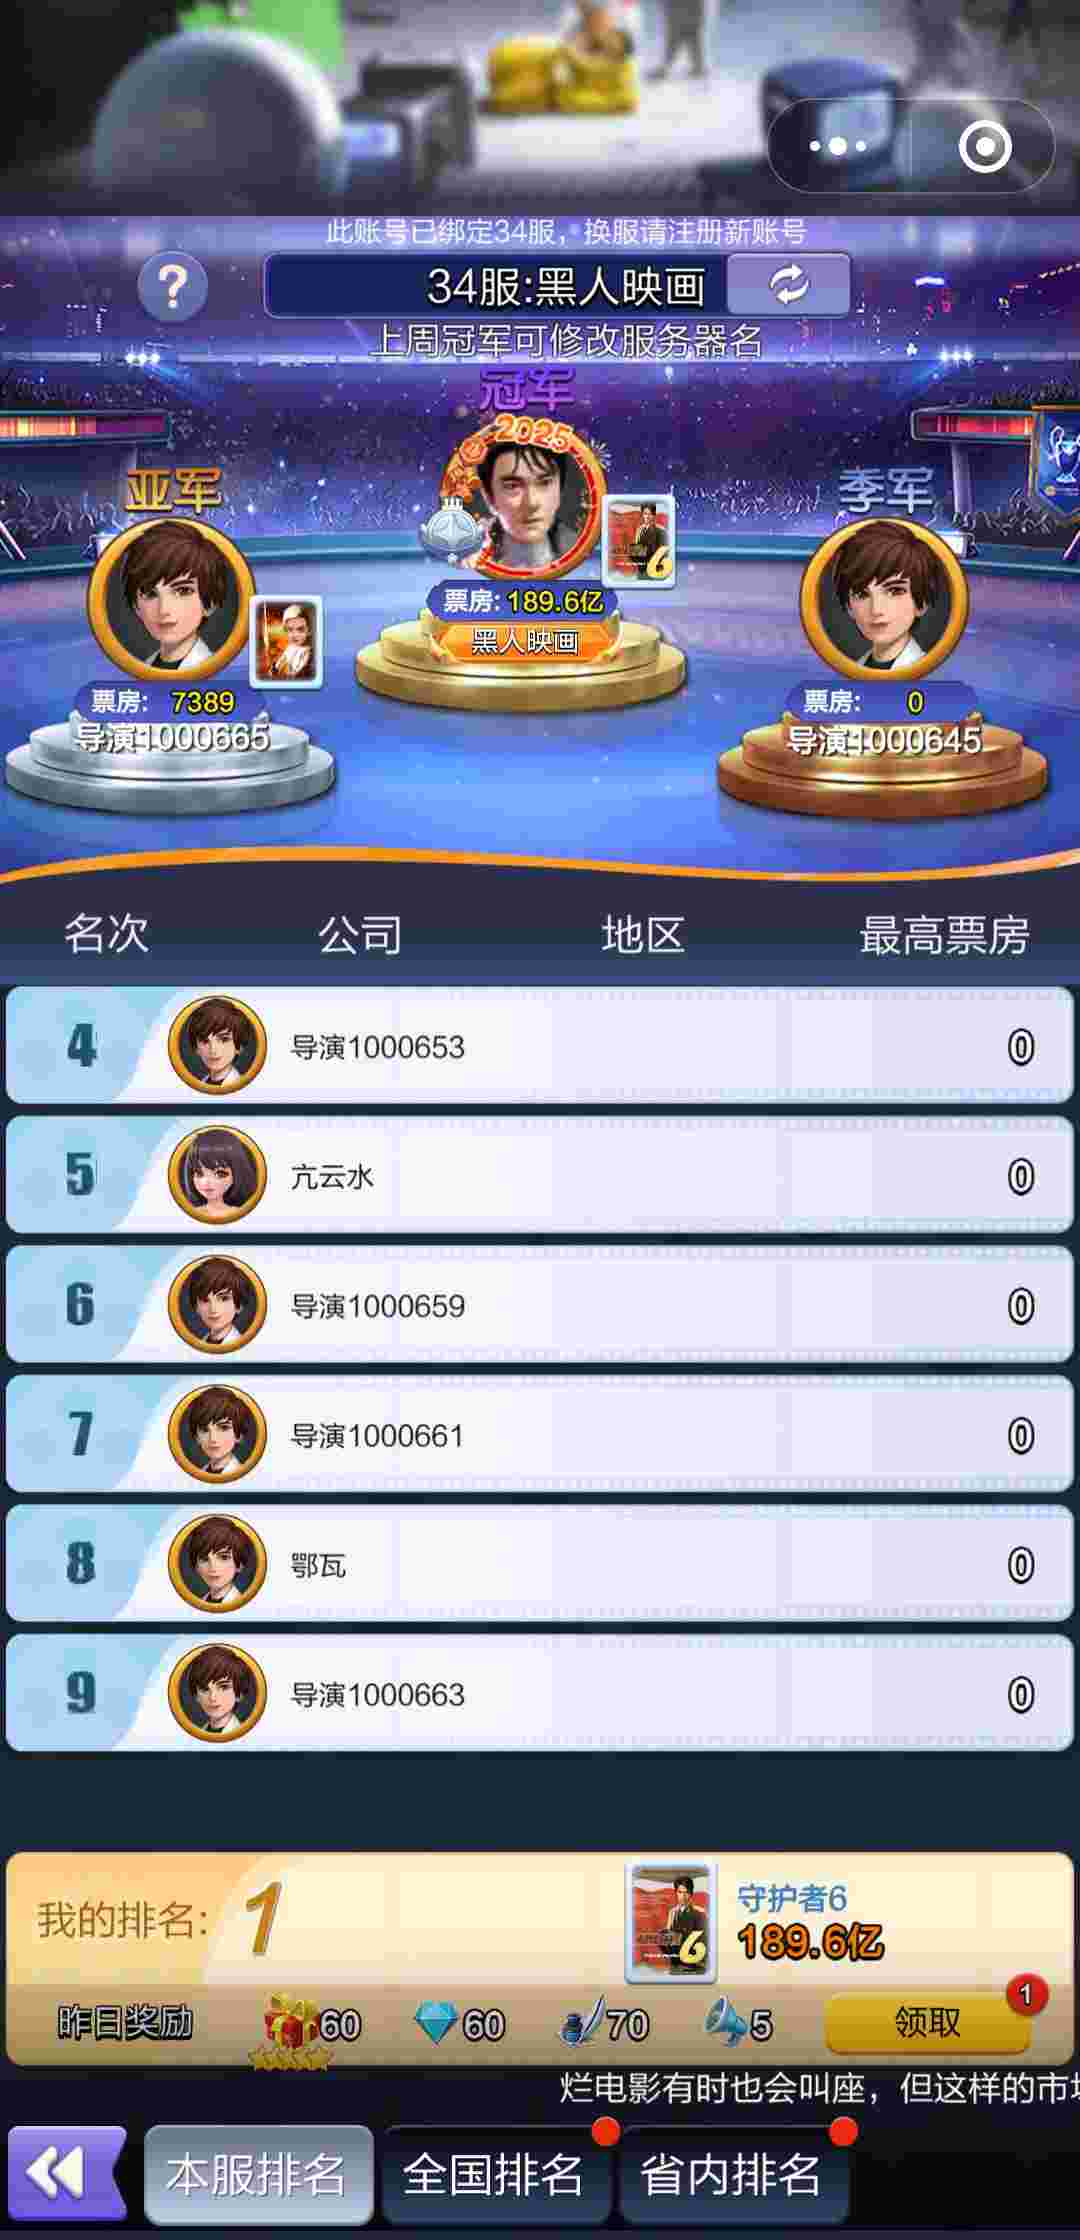 此账号已绑定34服，换服请注册新账号
?
34服:黑人映画
上周冠军可修改服务器名
冠军
2025
亚军
季军
6
票房: 189.6亿
黑人映画
票房: 7389
导演1000665
票房: 0
导演1000645
名次 公司 地区 最高票房
4 导演1000653 0
5 亢云水 0
6 导演1000659 0
7 导演1000661 0
8 鄂瓦 0
9 导演1000663 0
我的排名: 1
6
守护者6
189.6亿
昨日奖励 60 60 70 5 领取 1
烂电影有时也会叫座，但这样的市场
本服排名 全国排名 省内排名